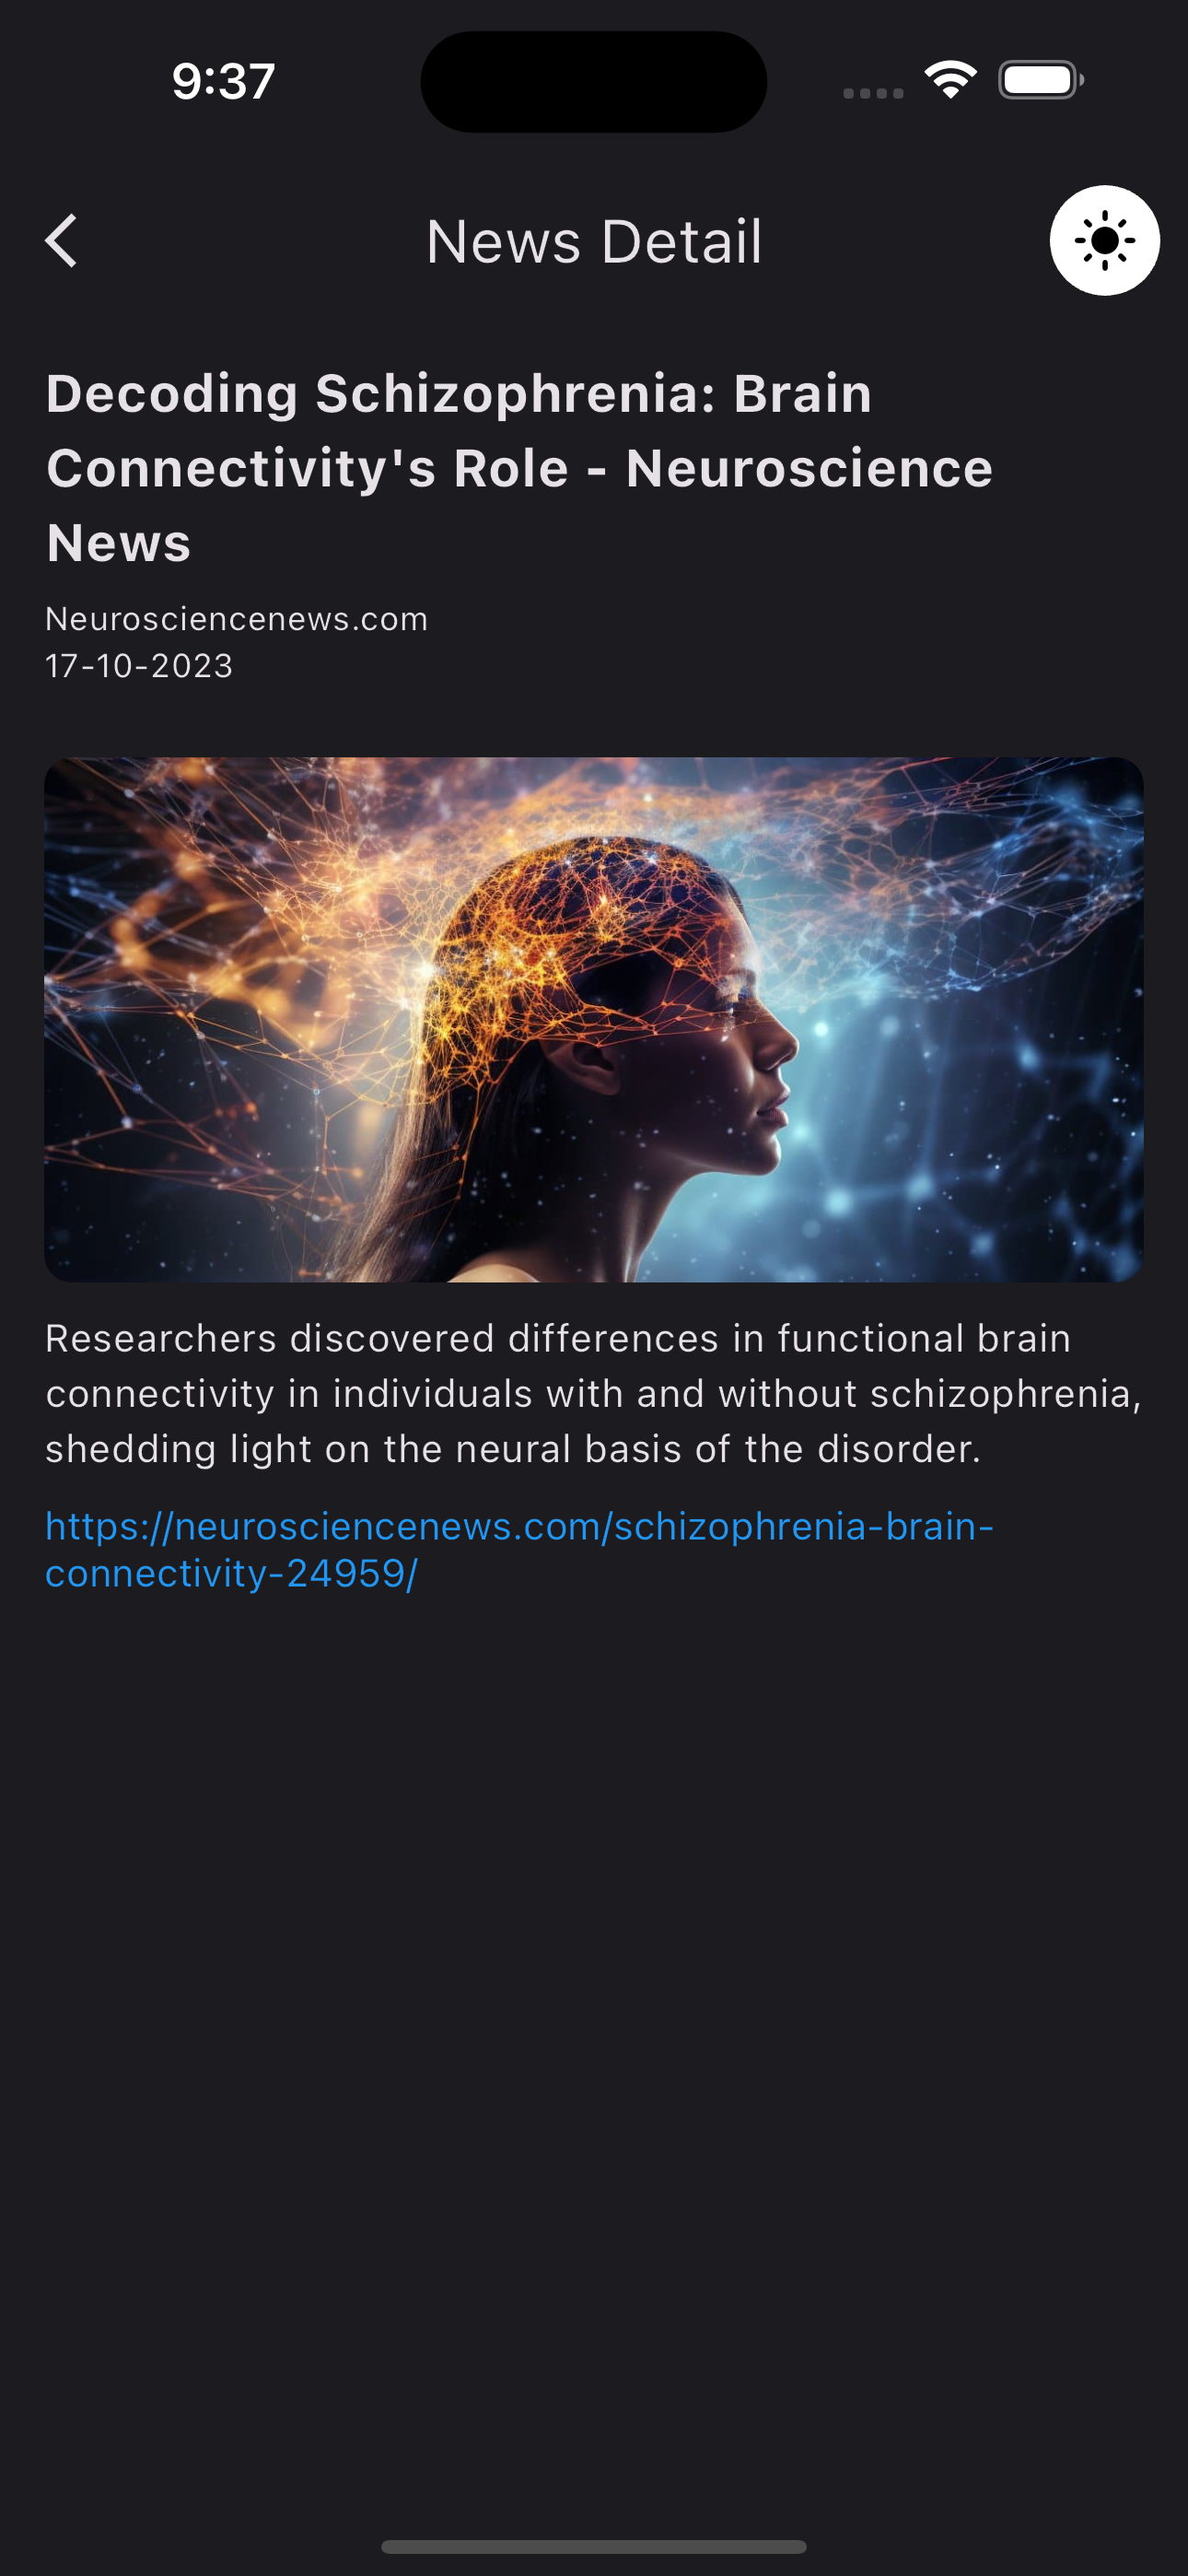 9:37
News Detail
Decoding Schizophrenia: Brain
Connectivity's Role - Neuroscience
News
Neurosciencenews.com
17-10-2023
Researchers discovered differences in functional brain
connectivity in individuals with and without schizophrenia,
shedding light on the neural basis of the disorder.
https://neurosciencenews.com/schizophrenia-brain-
connectivity-24959/